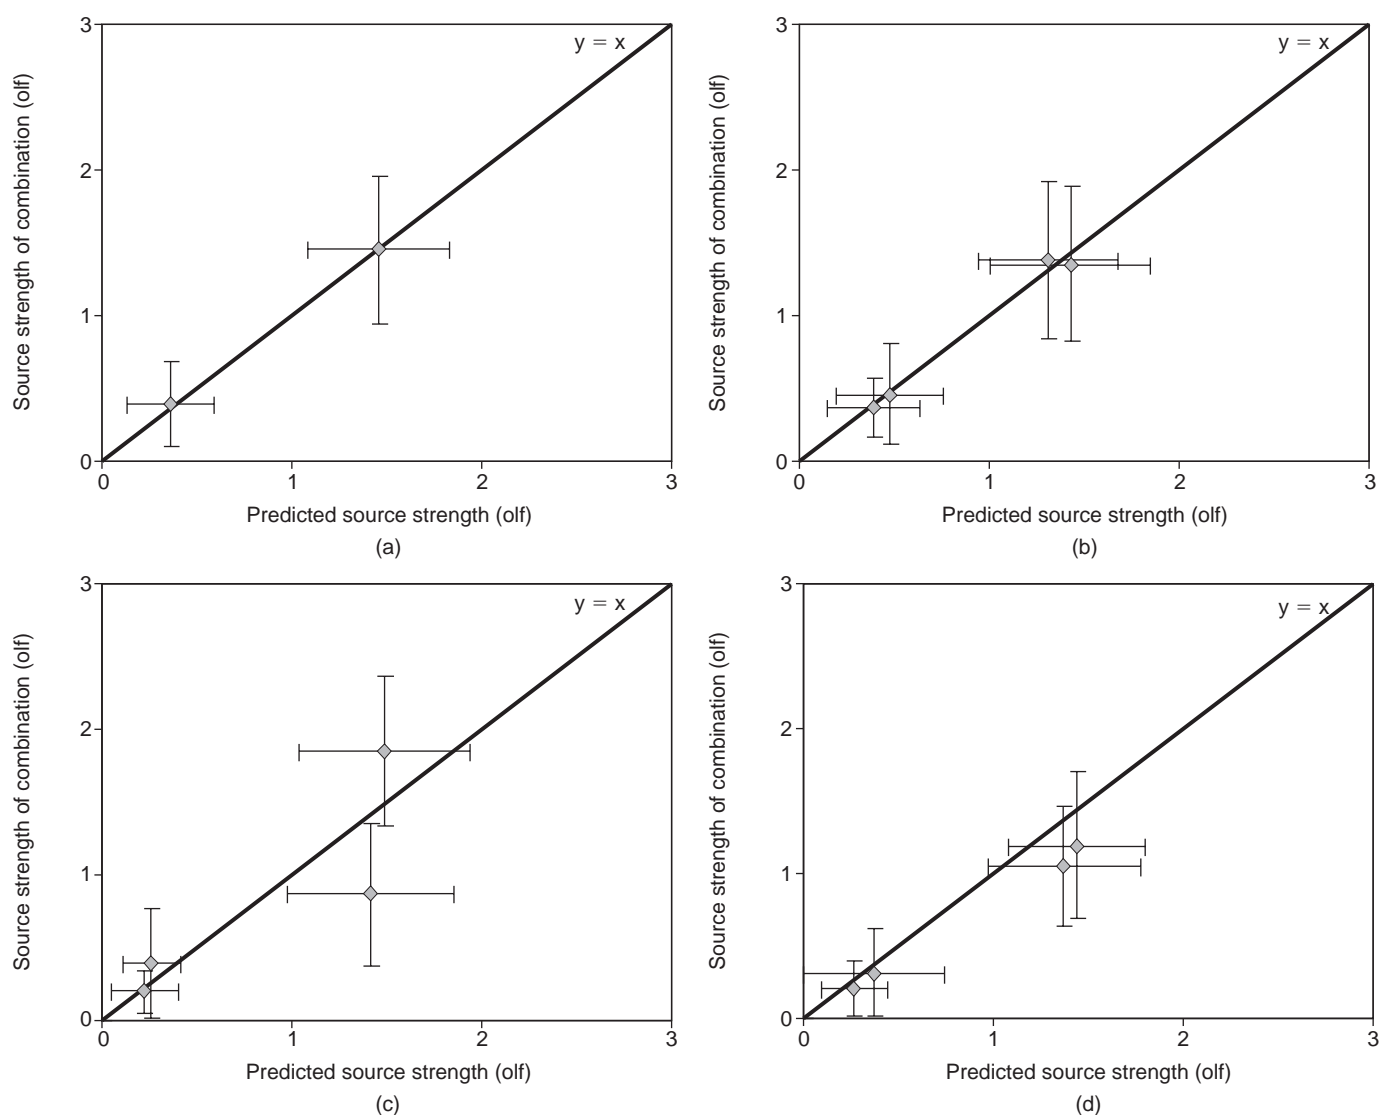 3
y = x
2
1
0
0 1 2 3
Source strength of combination (olf)
Predicted source strength (olf)
(a)
3
y = x
2
1
0
0 1 2 3
Source strength of combination (olf)
Predicted source strength (olf)
(b)
3
y = x
2
1
0
0 1 2 3
Source strength of combination (olf)
Predicted source strength (olf)
(c)
3
y = x
2
1
0
0 1 2 3
Source strength of combination (olf)
Predicted source strength (olf)
(d)